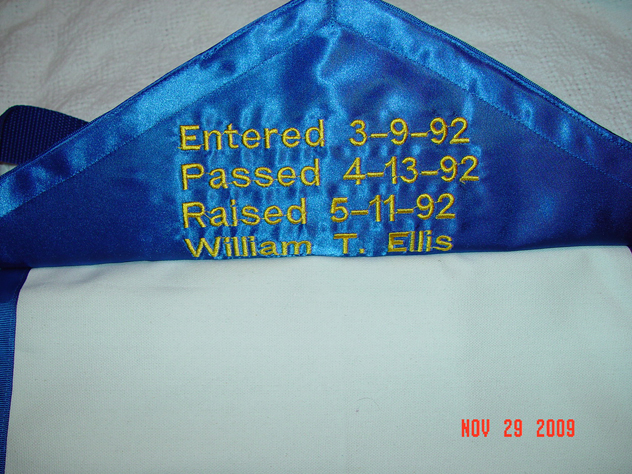 Entered 3-9-92
Passed 4-13-92
Raised 5-11-92
William T. Ellis
NOV 29 2009